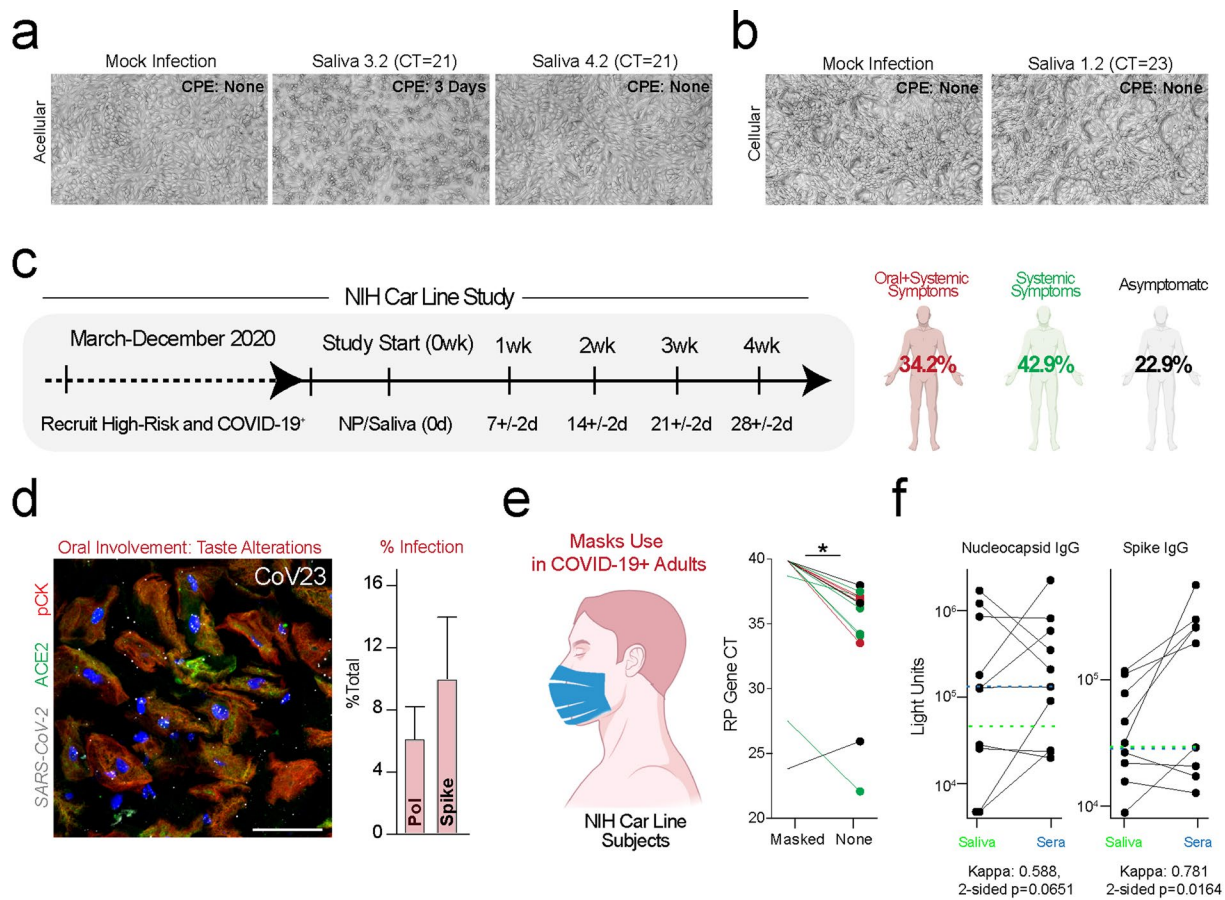 a
Mock Infection
Saliva 3.2 (CT=21)
Saliva 4.2 (CT=21)
Acellular
CPE: None
CPE: 3 Days
CPE: None
b
Mock Infection
Saliva 1.2 (CT=23)
Cellular
CPE: None
CPE: None
c
NIH Car Line Study
March-December 2020
Study Start (0wk)
1wk
2wk
3wk
4wk
Recruit High-Risk and COVID-19+
NP/Saliva (0d)
7+/-2d
14+/-2d
21+/-2d
28+/-2d
Oral+Systemic
Symptoms
34.2%
Systemic
Symptoms
42.9%
Asymptomatc
22.9%
d
Oral Involvement: Taste Alterations
CoV23
SARS-CoV-2 ACE2 pCK
% Infection
%Total
16
12
8
4
0
Pol
Spike
e
Masks Use
in COVID-19+ Adults
NIH Car Line
Subjects
*
RP Gene CT
40
35
30
25
20
Masked
None
f
Nucleocapsid IgG
Light Units
10⁶
10⁵
10⁴
Saliva
Sera
Kappa: 0.588,
2-sided p=0.0651
Spike IgG
10⁵
10⁴
Saliva
Sera
Kappa: 0.781
2-sided p=0.0164